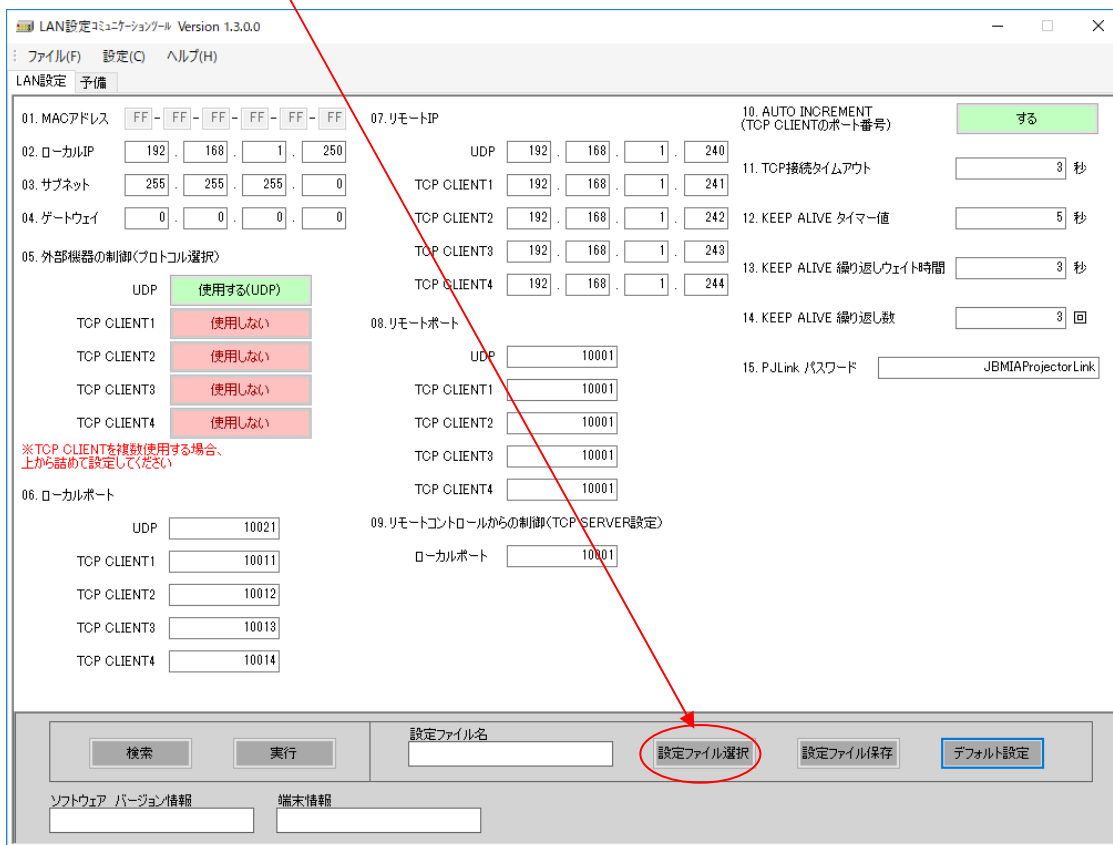 LAN設定コミュニケーションツール Version 1.3.0.0
ファイル(F) 設定(C) ヘルプ(H)
LAN設定 予備
01. MACアドレス FF - FF - FF - FF - FF - FF
02. ローカルIP 192 . 168 . 1 . 250
03. サブネット 255 . 255 . 255 . 0
04. ゲートウェイ 0 . 0 . 0 . 0
05. 外部機器の制御(プロトコル選択)
UDP 使用する(UDP)
TCP CLIENT1 使用しない
TCP CLIENT2 使用しない
TCP CLIENT3 使用しない
TCP CLIENT4 使用しない
※TCP CLIENTを複数使用する場合、
上から詰めて設定してください
06. ローカルポート
UDP 10021
TCP CLIENT1 10011
TCP CLIENT2 10012
TCP CLIENT3 10013
TCP CLIENT4 10014
07. リモートIP
UDP 192 . 168 . 1 . 240
TCP CLIENT1 192 . 168 . 1 . 241
TCP CLIENT2 192 . 168 . 1 . 242
TCP CLIENT3 192 . 168 . 1 . 243
TCP CLIENT4 192 . 168 . 1 . 244
08. リモートポート
UDP 10001
TCP CLIENT1 10001
TCP CLIENT2 10001
TCP CLIENT3 10001
TCP CLIENT4 10001
09. リモートコントロールからの制御(TCP SERVER設定)
ローカルポート 10001
10. AUTO INCREMENT
(TCP CLIENTのポート番号) する
11. TCP接続タイムアウト 3 秒
12. KEEP ALIVE タイマー値 5 秒
13. KEEP ALIVE 繰り返しウェイト時間 3 秒
14. KEEP ALIVE 繰り返し数 3 回
15. PJLink パスワード JBMIAProjectorLink
検索 実行
設定ファイル名
設定ファイル選択 設定ファイル保存 デフォルト設定
ソフトウェア バージョン情報 端末情報